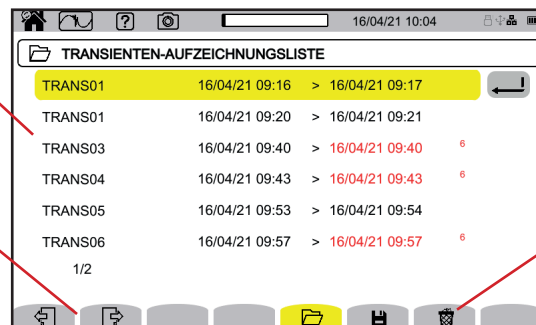 ? 16/04/21 10:04
TRANSIENTEN-AUFZEICHNUNGSLISTE
TRANS01 16/04/21 09:16 > 16/04/21 09:17
TRANS01 16/04/21 09:20 > 16/04/21 09:21
TRANS03 16/04/21 09:40 > 16/04/21 09:40 6
TRANS04 16/04/21 09:43 > 16/04/21 09:43 6
TRANS05 16/04/21 09:53 > 16/04/21 09:54
TRANS06 16/04/21 09:57 > 16/04/21 09:57 6
1/2